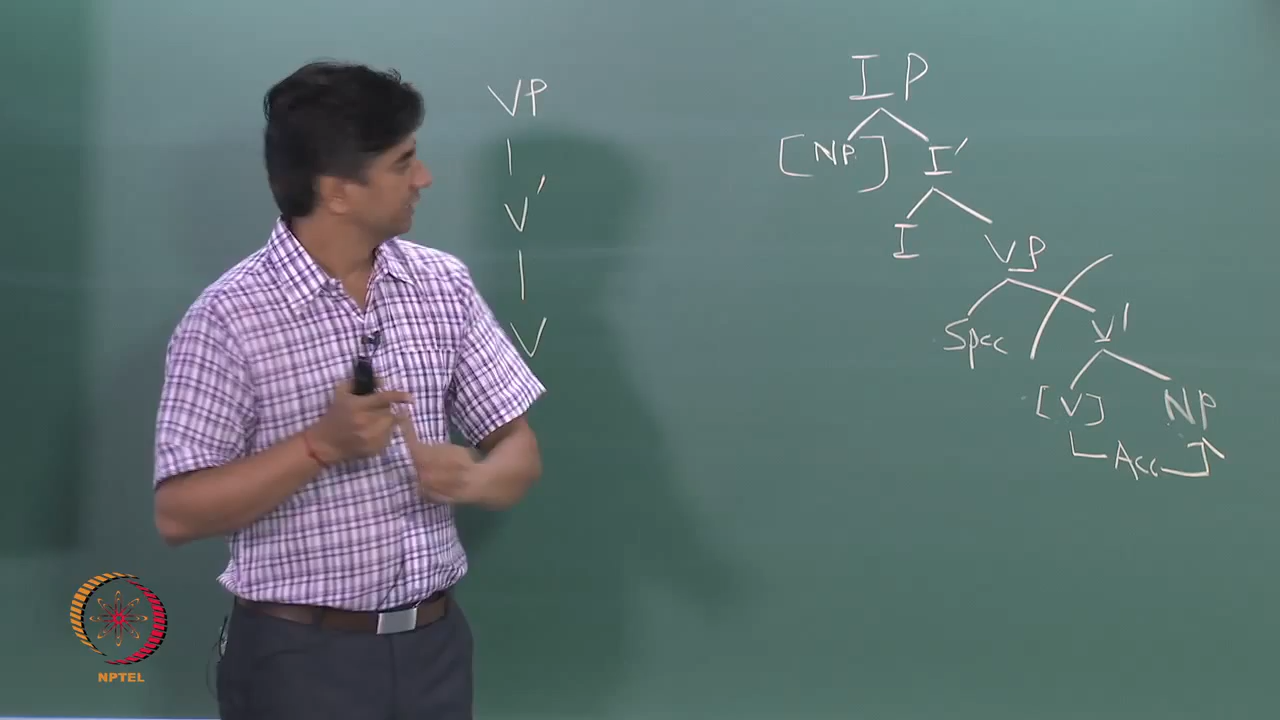 VP
V'
V
IP
[NP] I'
I VP
Spec V'
[V] NP
Acc
NPTEL